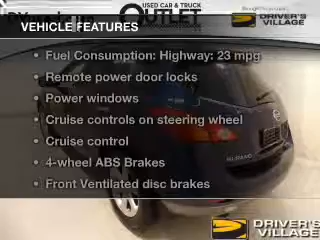 USED CAR & TRUCK
OUTLET
DRIVER'S
VILLAGE
VEHICLE FEATURES
• Fuel Consumption: Highway: 23 mpg
• Remote power door locks
• Power windows
• Cruise controls on steering wheel
• Cruise control
• 4-wheel ABS Brakes
• Front Ventilated disc brakes
MURANO
DRIVER'S
VILLAGE